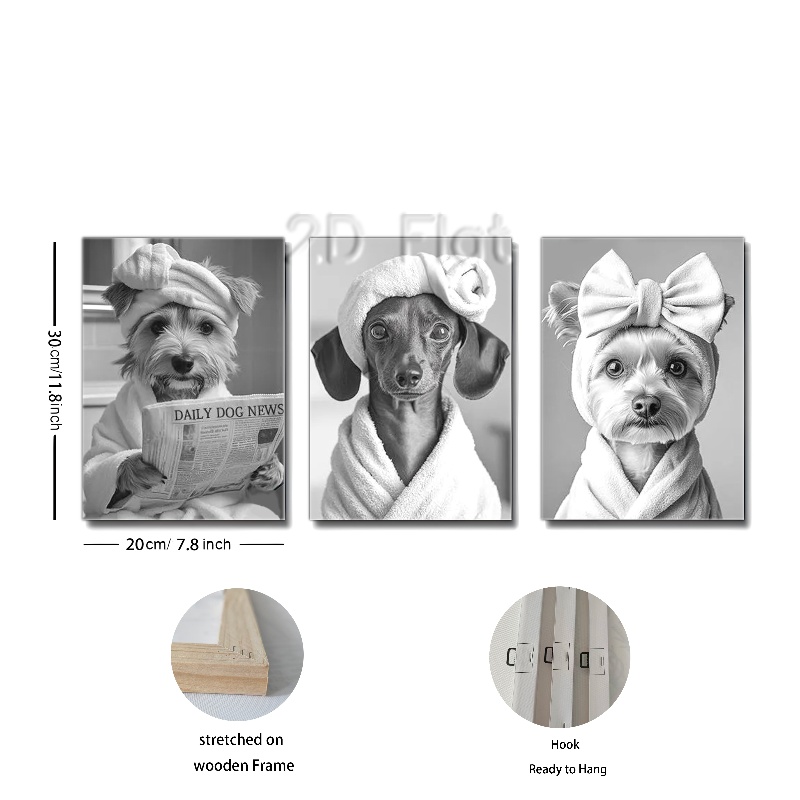 2D Flat
30cm/11.8inch
DAILY DOG NEWS
20cm/ 7.8 inch
stretched on
wooden Frame
Hook
Ready to Hang